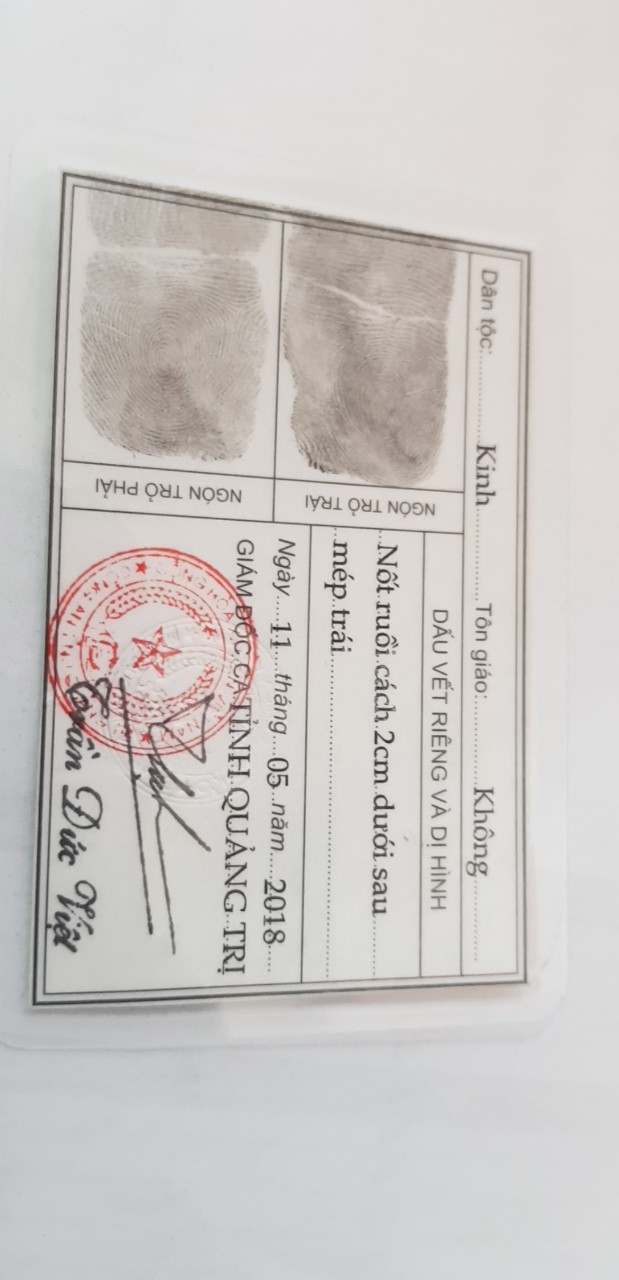 Dân tộc: Kinh Tôn giáo: Không
DẤU VẾT RIÊNG VÀ DỊ HÌNH
Nốt ruồi cách 2cm dưới sau
mép trái
NGÓN TRỎ TRÁI
NGÓN TRỎ PHẢI
Ngày 11 tháng 05 năm 2018
GIÁM ĐỐC CA TỈNH QUẢNG TRỊ
Trần Đức Việt